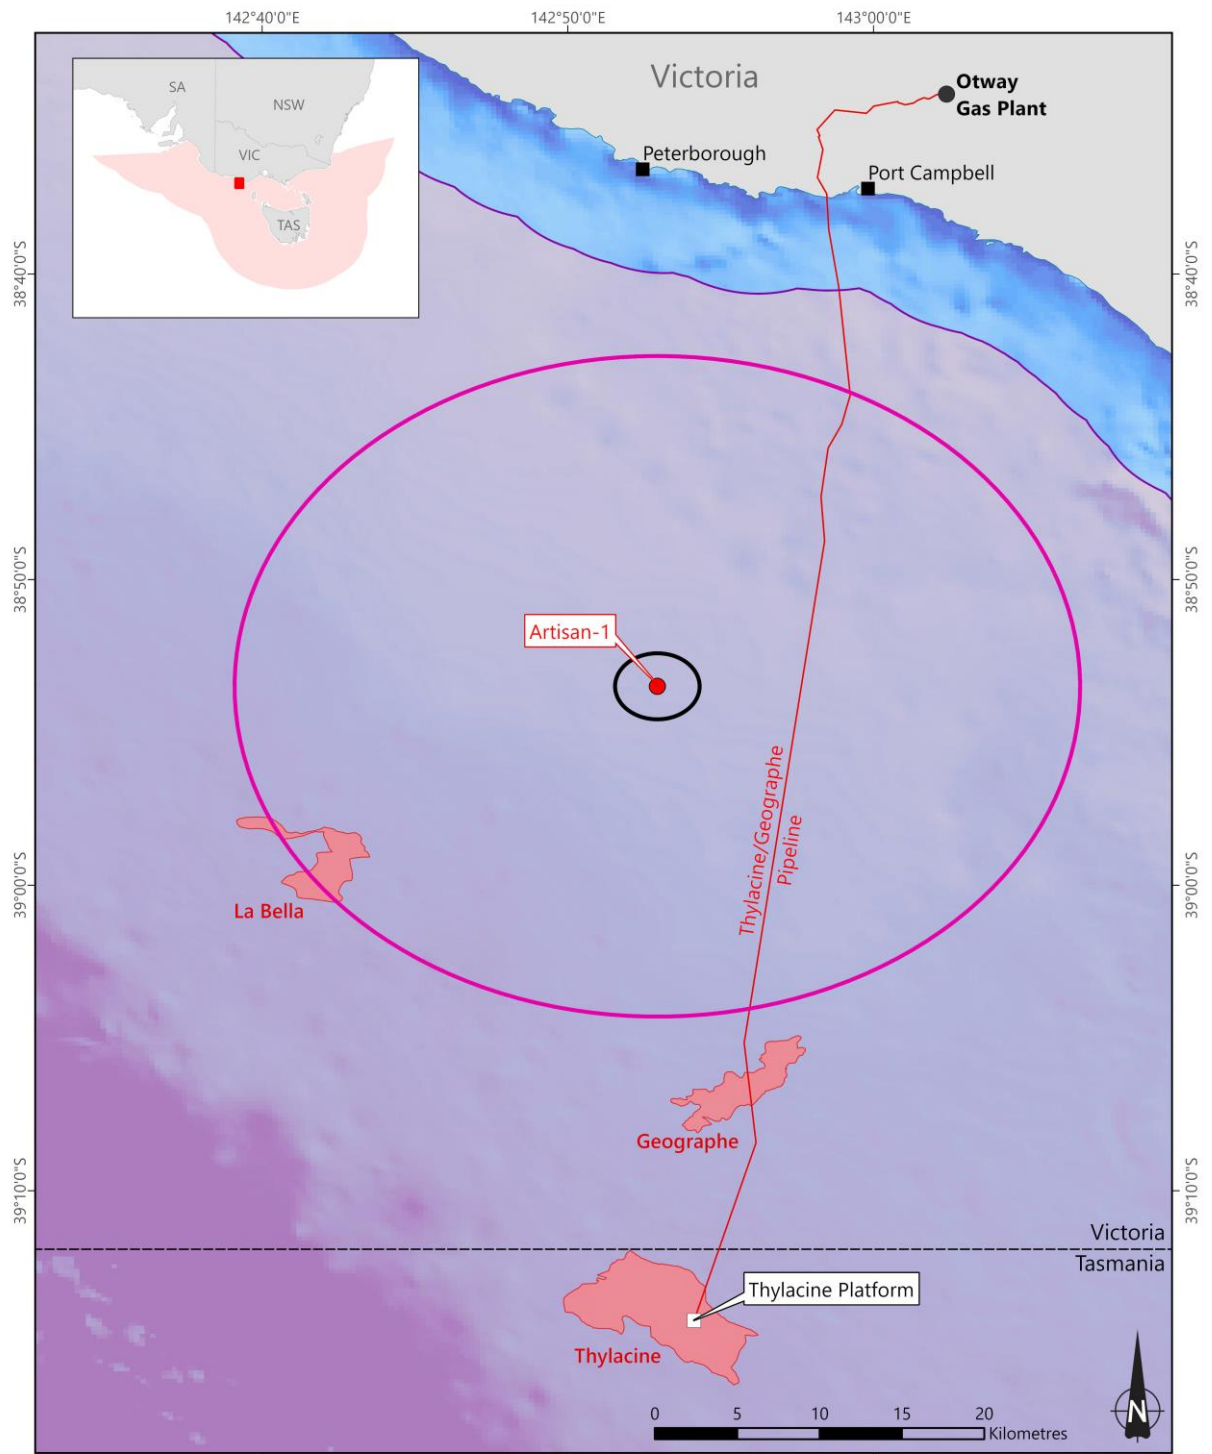 142°40'0"E
142°50'0"E
143°00'0"E
Victoria
Otway
Gas Plant
SA
NSW
VIC
TAS
Peterborough
Port Campbell
38°40'0"S
38°40'0"S
38°50'0"S
38°50'0"S
Artisan-1
Thylacine/Geographe
Pipeline
39°00'0"S
39°00'0"S
La Bella
Geographe
39°10'0"S
39°10'0"S
Victoria
Tasmania
Thylacine Platform
Thylacine
0 5 10 15 20
Kilometres
N